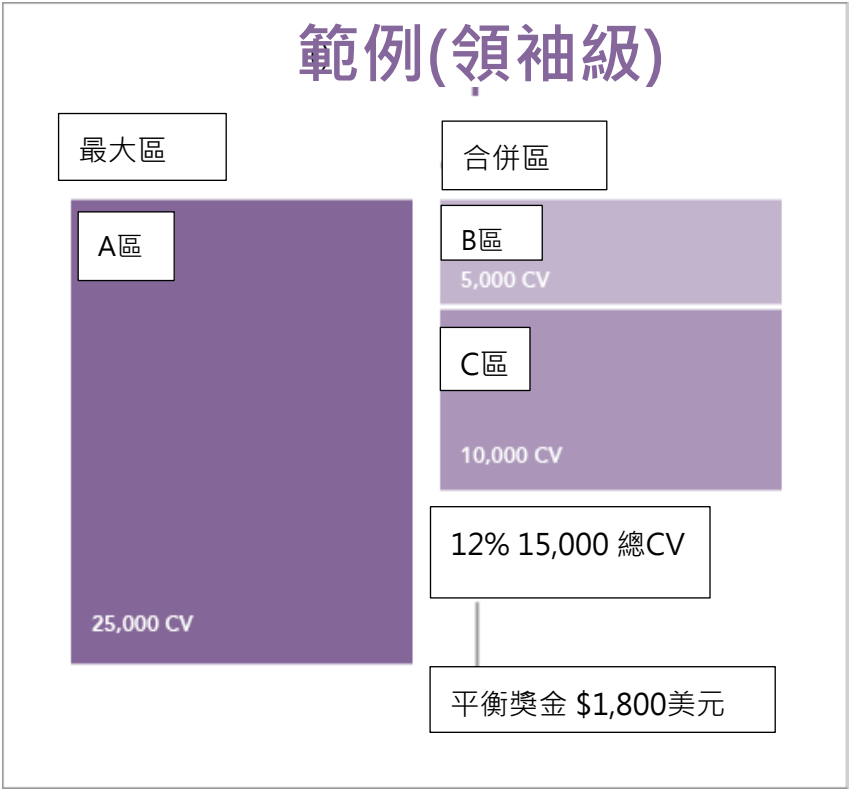 範例(領袖級)
最大區
合併區
A區
25,000 CV
B區
5,000 CV
C區
10,000 CV
12% 15,000 總CV
平衡獎金 $1,800美元